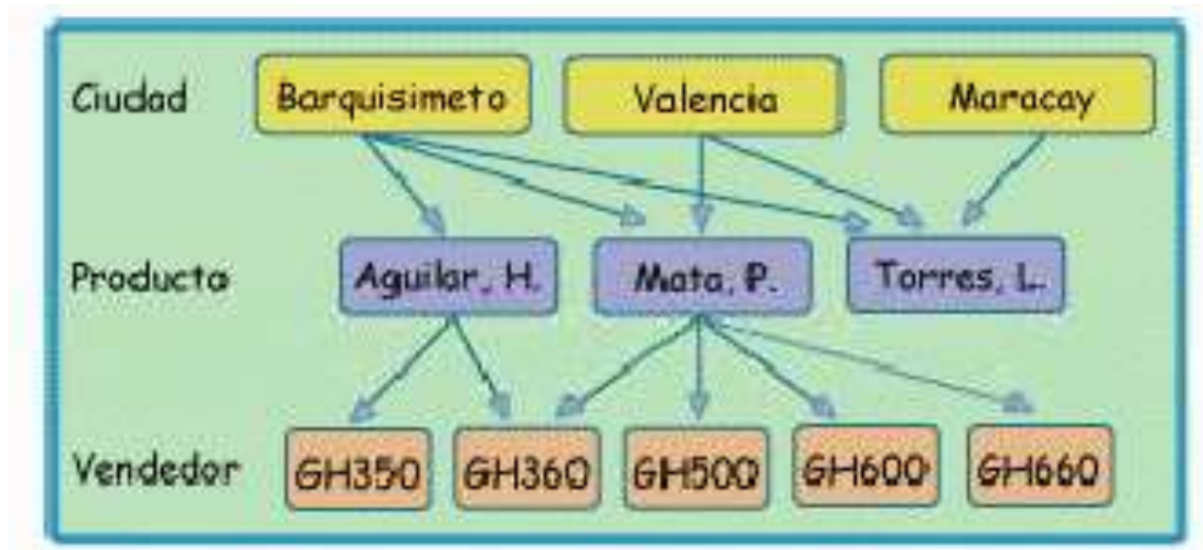 Ciudad Barquisimeto Valencia Maracay
Producto Aguilar, H. Mata, P. Torres, L.
Vendedor GH350 GH360 GH500 GH600 GH660